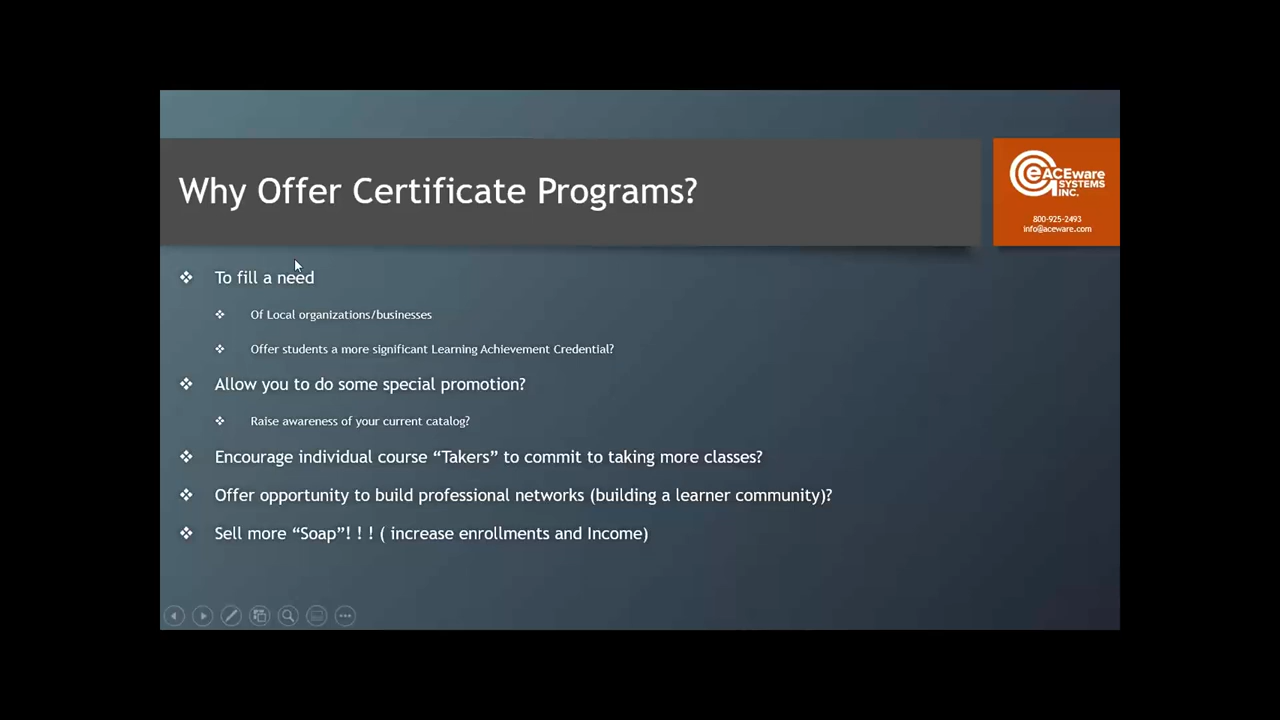 Why Offer Certificate Programs?
eACEware
SYSTEMS
INC.
800-925-2493
info@aceware.com
To fill a need
Of Local organizations/businesses
Offer students a more significant Learning Achievement Credential?
Allow you to do some special promotion?
Raise awareness of your current catalog?
Encourage individual course “Takers” to commit to taking more classes?
Offer opportunity to build professional networks (building a learner community)?
Sell more “Soap”! ! ! ( increase enrollments and Income)